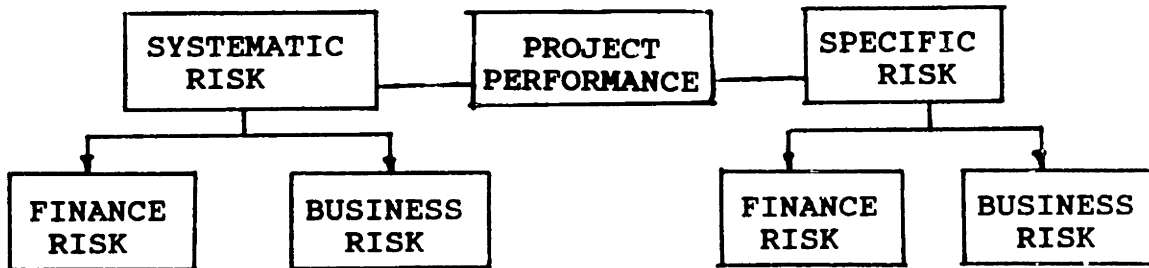 SYSTEMATIC
RISK
PROJECT
PERFORMANCE
SPECIFIC
RISK
FINANCE
RISK
BUSINESS
RISK
FINANCE
RISK
BUSINESS
RISK